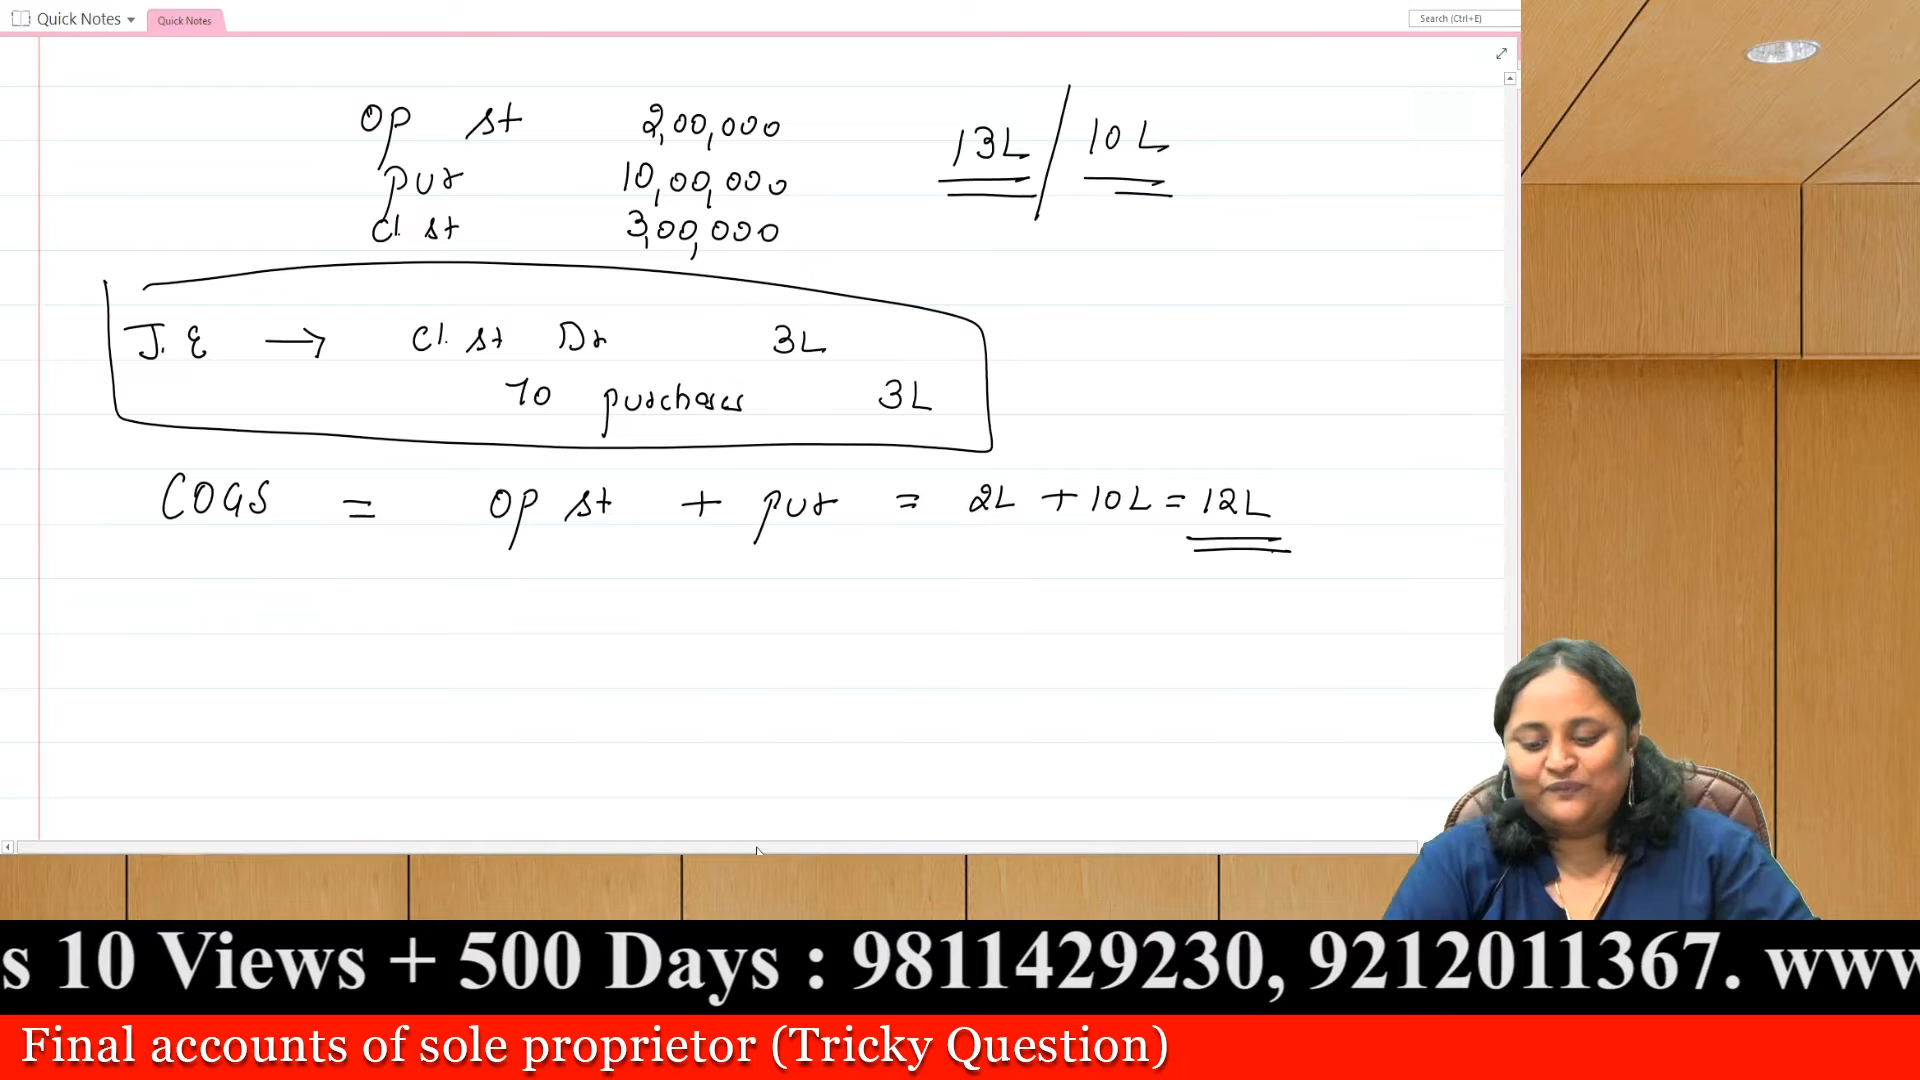 Quick Notes
Quick Notes
Search (Ctrl+E)
Op st 2,00,000
pur 10,00,000
Cl. st 3,00,000
13L / 10L
J.E → Cl. st Dr 3L
To purchases 3L
COGS = Op st + pur = 2L + 10L = 12L
s 10 Views + 500 Days : 9811429230, 9212011367. www
Final accounts of sole proprietor (Tricky Question)